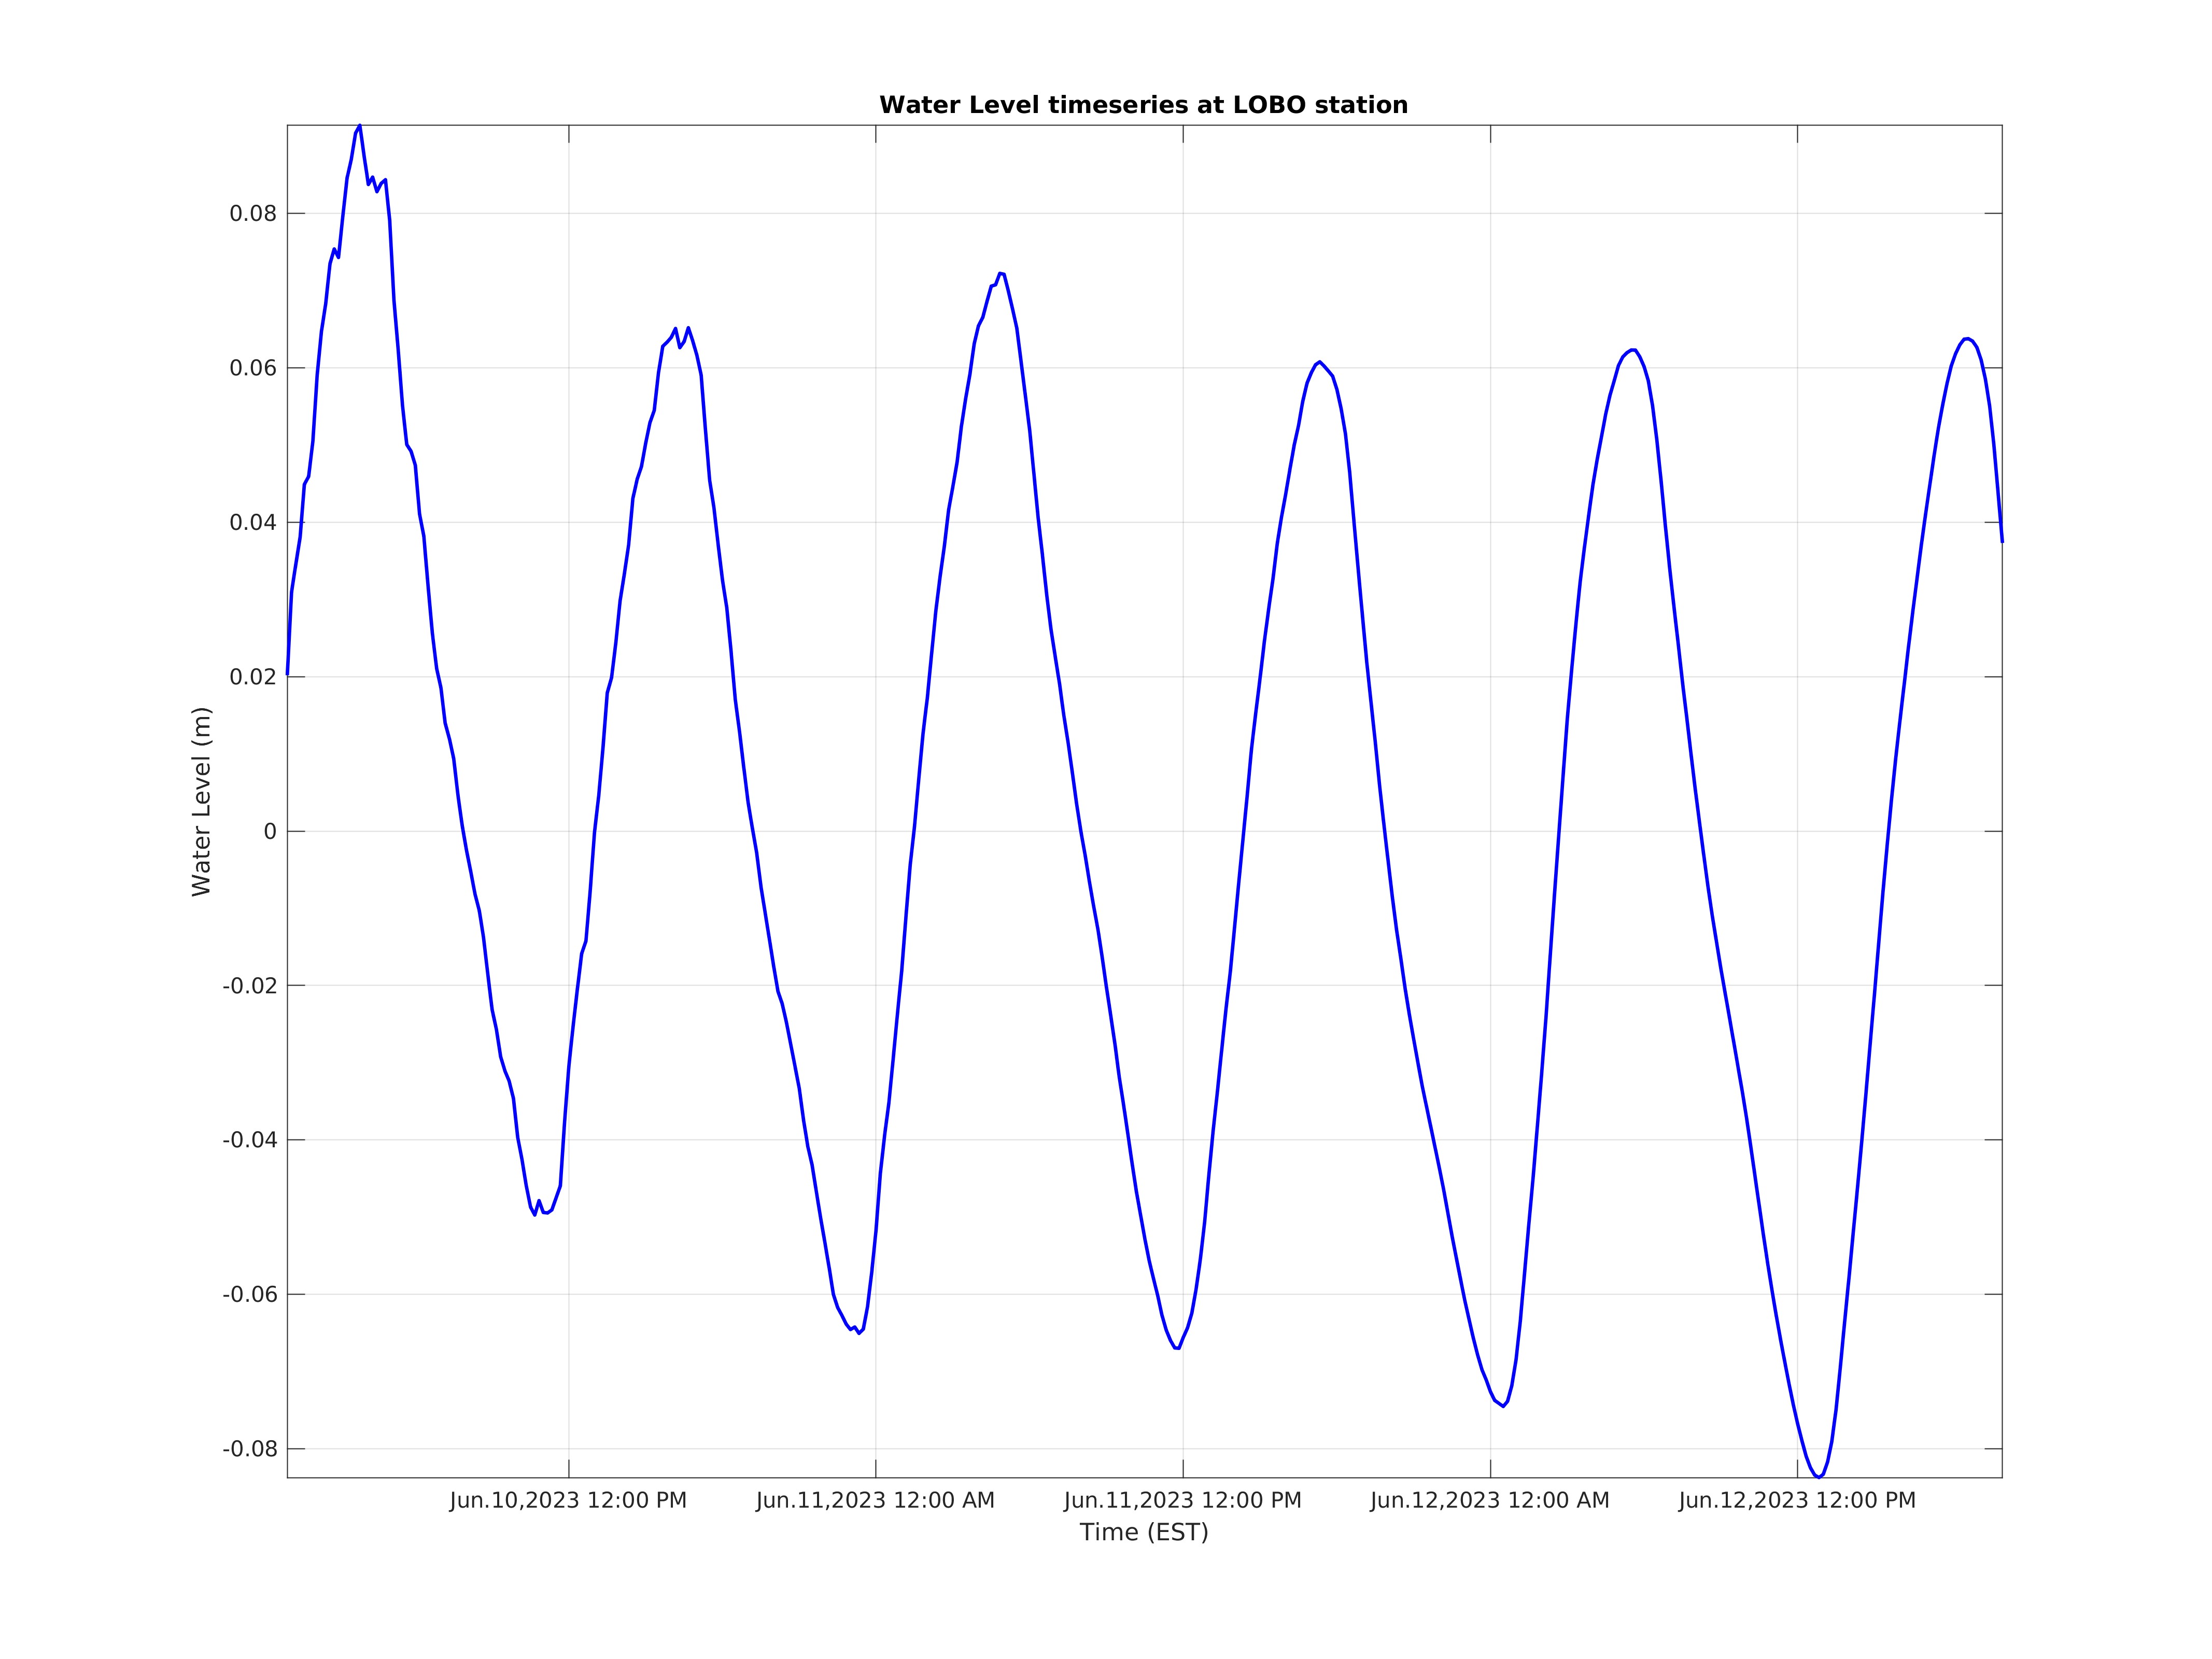 Water Level timeseries at LOBO station
0.08
0.06
0.04
0.02
0
-0.02
-0.04
-0.06
-0.08
Water Level (m)
Jun.10,2023 12:00 PM
Jun.11,2023 12:00 AM
Jun.11,2023 12:00 PM
Jun.12,2023 12:00 AM
Jun.12,2023 12:00 PM
Time (EST)